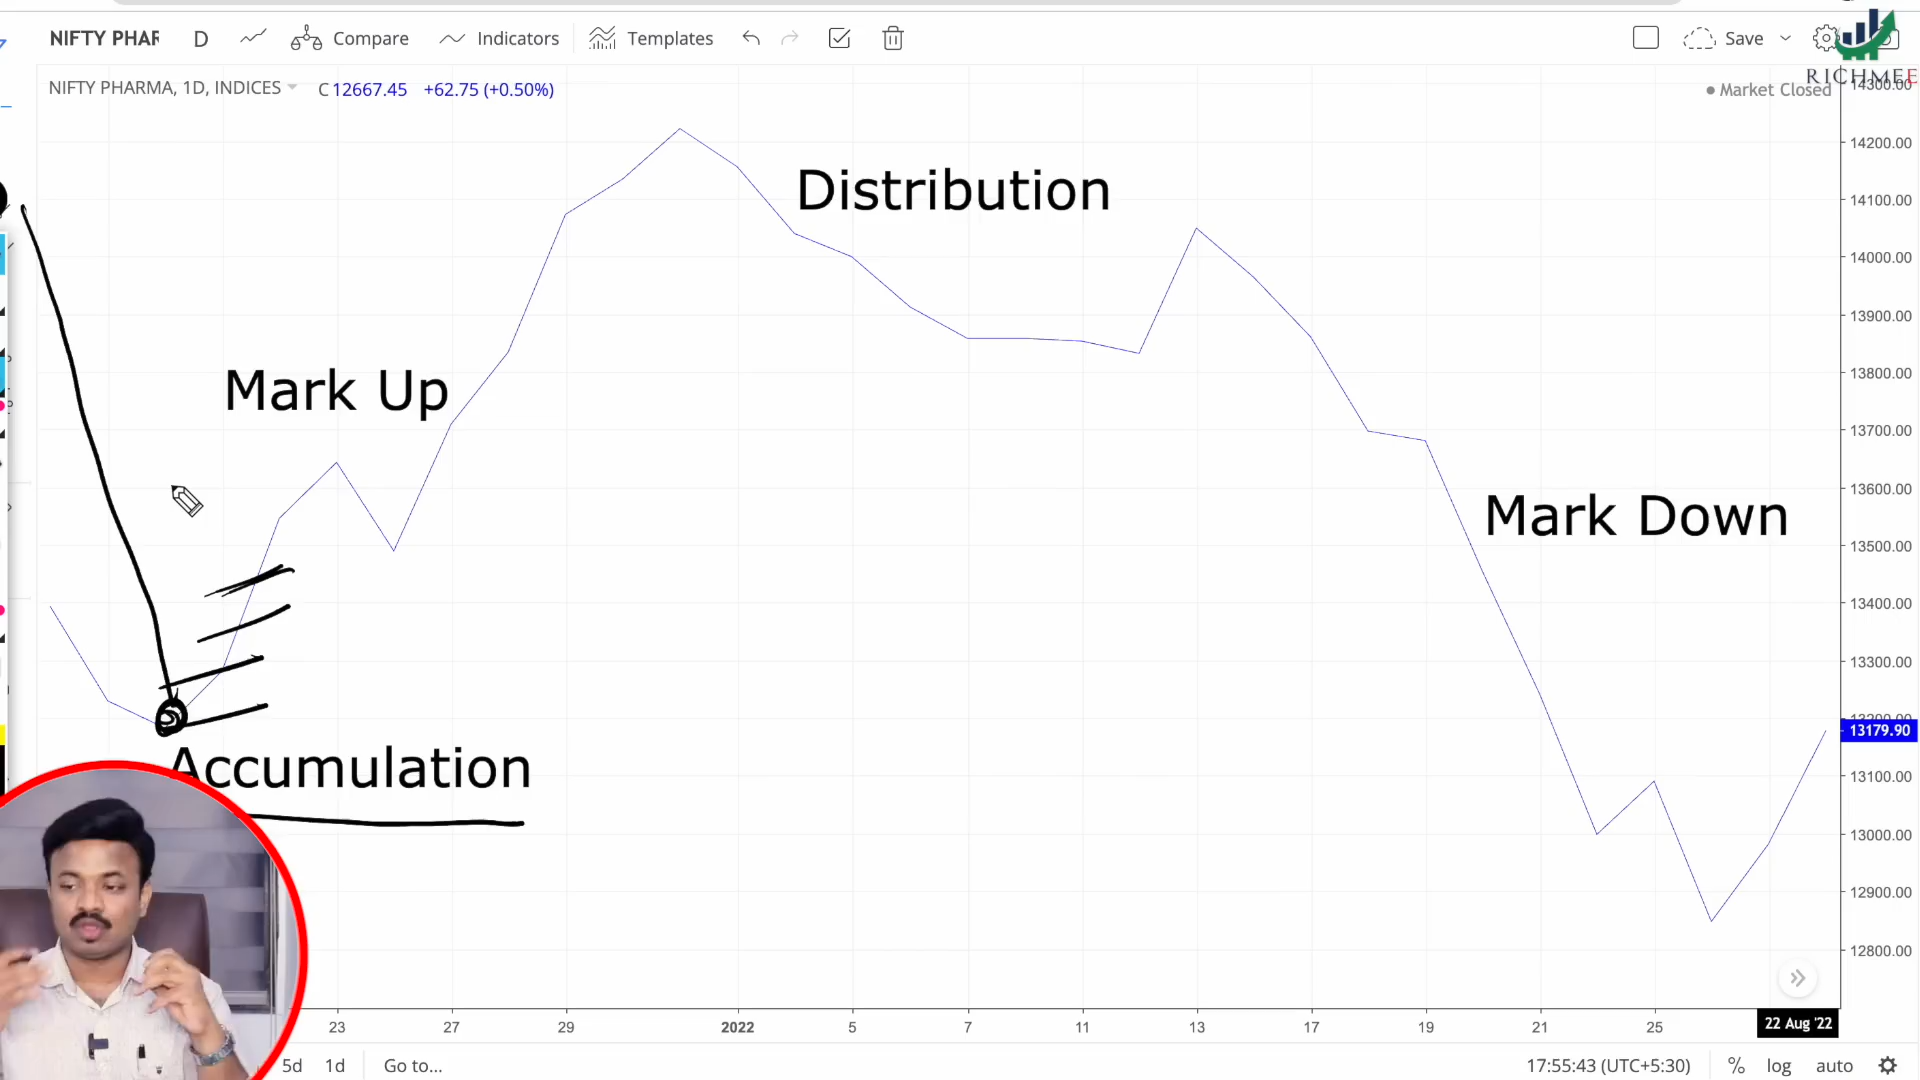 NIFTY PHAR D Compare Indicators Templates Save
RICHMEE
NIFTY PHARMA, 1D, INDICES C12667.45 +62.75 (+0.50%) Market Closed
14300.00
14200.00
Distribution
14100.00
14000.00
13900.00
Mark Up
13800.00
13700.00
13600.00
Mark Down
13500.00
13400.00
13300.00
13200.00
13179.90
Accumulation
13100.00
13000.00
12900.00
12800.00
23 27 29 2022 5 7 11 13 17 19 21 25 22 Aug '22
5d 1d Go to... 17:55:43 (UTC+5:30) % log auto